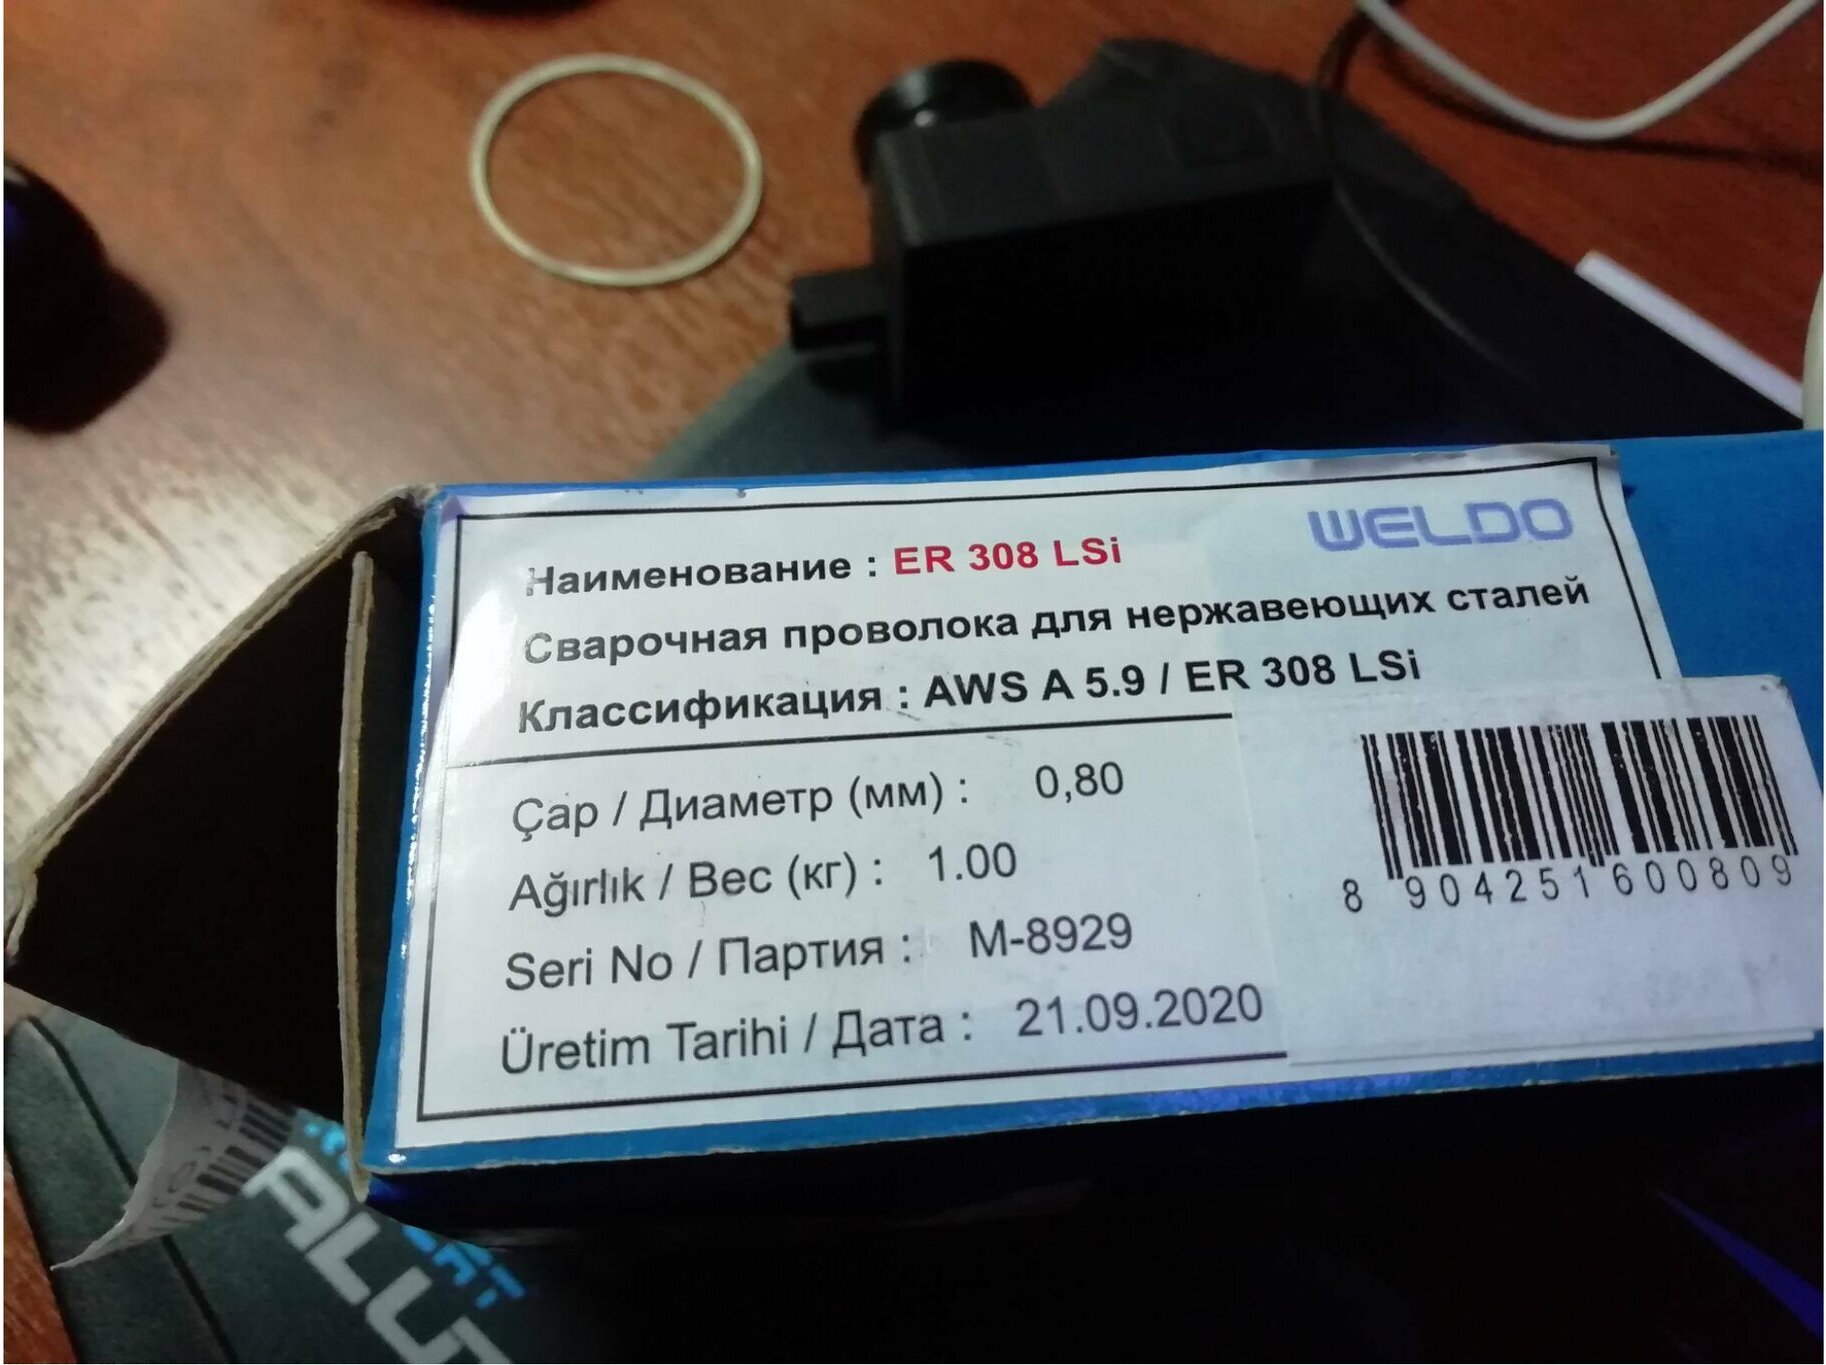 WELDO
Наименование : ER 308 LSi
Сварочная проволока для нержавеющих сталей
Классификация : AWS A 5.9 / ER 308 LSi
Çap / Диаметр (мм) : 0,80
Ağırlık / Вес (кг) : 1.00
Seri No / Партия : M-8929
Üretim Tarihi / Дата : 21.09.2020
8 904251 600809